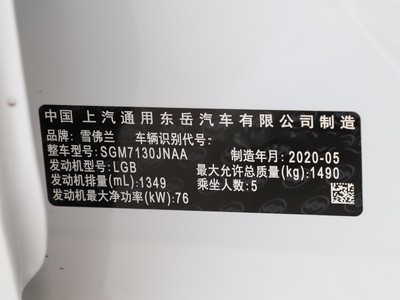 中国 上汽通用东岳汽车有限公司制造
品牌：雪佛兰 车辆识别代号：
整车型号：SGM7130JNAA 制造年月：2020-05
发动机型号：LGB 最大允许总质量(kg)：1490
发动机排量(mL)：1349 乘坐人数：5
发动机最大净功率(kW)：76